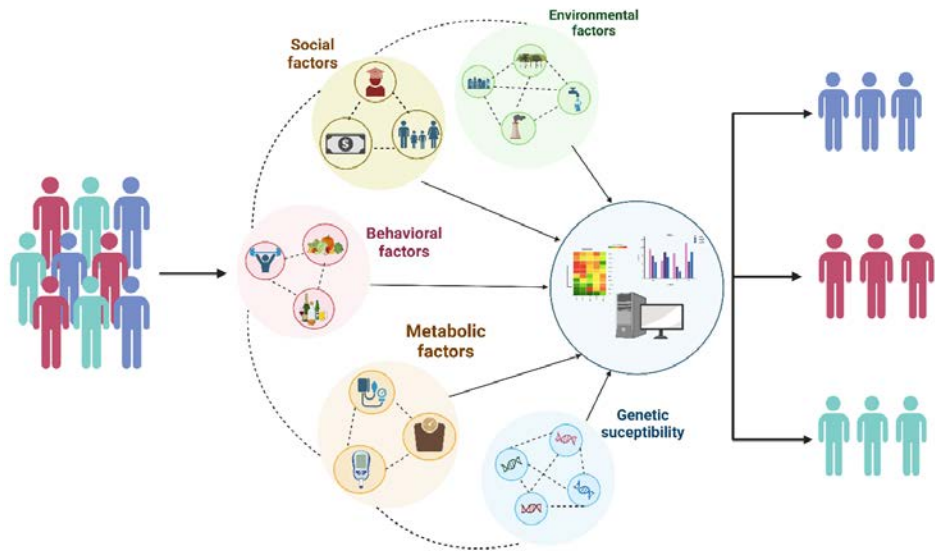 Environmental
factors
Social
factors
$
Behavioral
factors
Metabolic
factors
Genetic
suceptibility